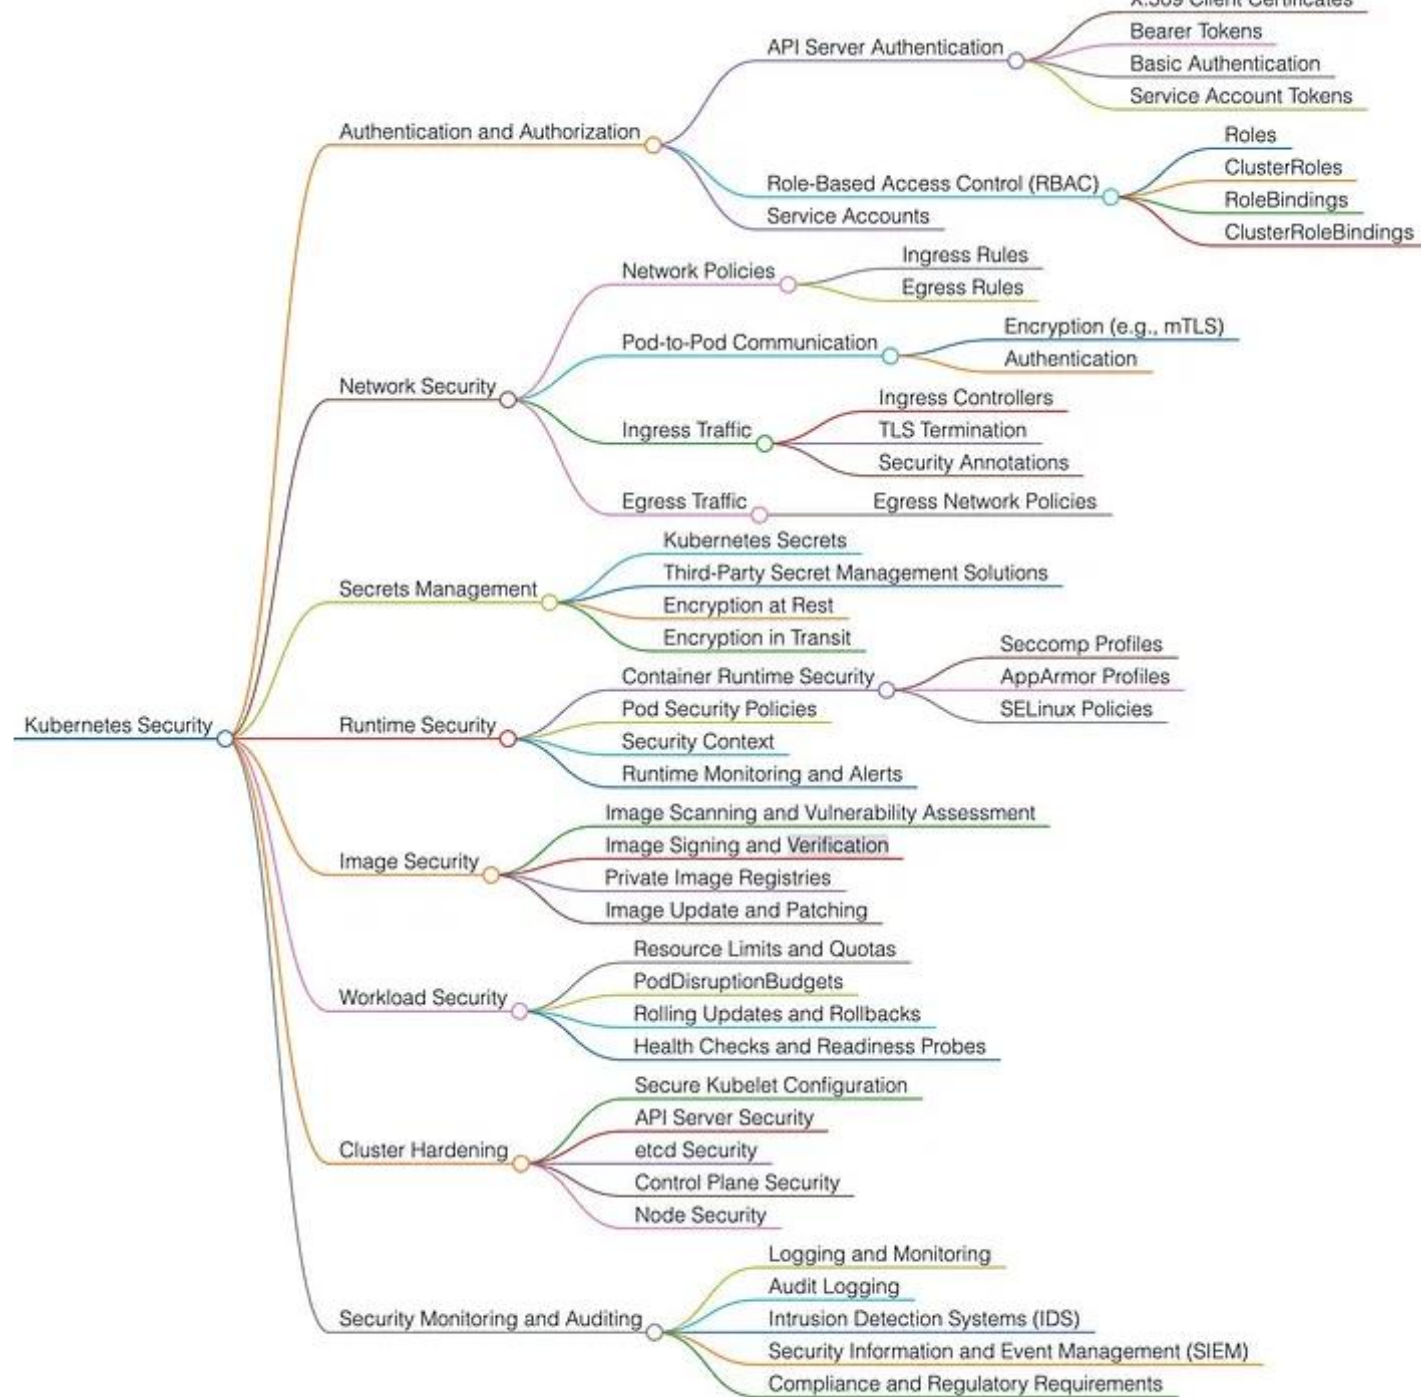 X.509 Client Certificates
Bearer Tokens
API Server Authentication
Basic Authentication
Service Account Tokens
Authentication and Authorization
Roles
ClusterRoles
Role-Based Access Control (RBAC)
RoleBindings
Service Accounts
ClusterRoleBindings
Ingress Rules
Network Policies
Egress Rules
Encryption (e.g., mTLS)
Pod-to-Pod Communication
Authentication
Network Security
Ingress Controllers
Ingress Traffic
TLS Termination
Security Annotations
Egress Traffic
Egress Network Policies
Kubernetes Secrets
Third-Party Secret Management Solutions
Secrets Management
Encryption at Rest
Encryption in Transit
Seccomp Profiles
Container Runtime Security
AppArmor Profiles
Pod Security Policies
SELinux Policies
Kubernetes Security
Runtime Security
Security Context
Runtime Monitoring and Alerts
Image Scanning and Vulnerability Assessment
Image Signing and Verification
Image Security
Private Image Registries
Image Update and Patching
Resource Limits and Quotas
PodDisruptionBudgets
Workload Security
Rolling Updates and Rollbacks
Health Checks and Readiness Probes
Secure Kubelet Configuration
API Server Security
Cluster Hardening
etcd Security
Control Plane Security
Node Security
Logging and Monitoring
Audit Logging
Security Monitoring and Auditing
Intrusion Detection Systems (IDS)
Security Information and Event Management (SIEM)
Compliance and Regulatory Requirements